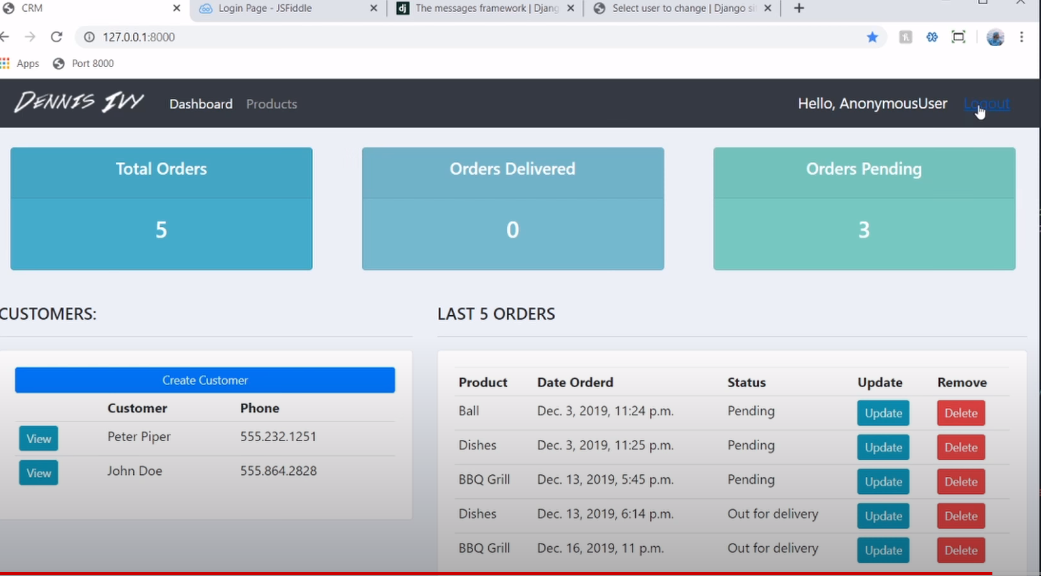 CRM
Login Page - JSFiddle
The messages framework | Djang
Select user to change | Django si
127.0.0.1:8000
Apps Port 8000
DENNIS IVY Dashboard Products Hello, AnonymousUser Logout
Total Orders Orders Delivered Orders Pending
5 0 3
CUSTOMERS:
Create Customer
Customer Phone
View Peter Piper 555.232.1251
View John Doe 555.864.2828
LAST 5 ORDERS
Product Date Orderd Status Update Remove
Ball Dec. 3, 2019, 11:24 p.m. Pending Update Delete
Dishes Dec. 3, 2019, 11:25 p.m. Pending Update Delete
BBQ Grill Dec. 13, 2019, 5:45 p.m. Pending Update Delete
Dishes Dec. 13, 2019, 6:14 p.m. Out for delivery Update Delete
BBQ Grill Dec. 16, 2019, 11 p.m. Out for delivery Update Delete